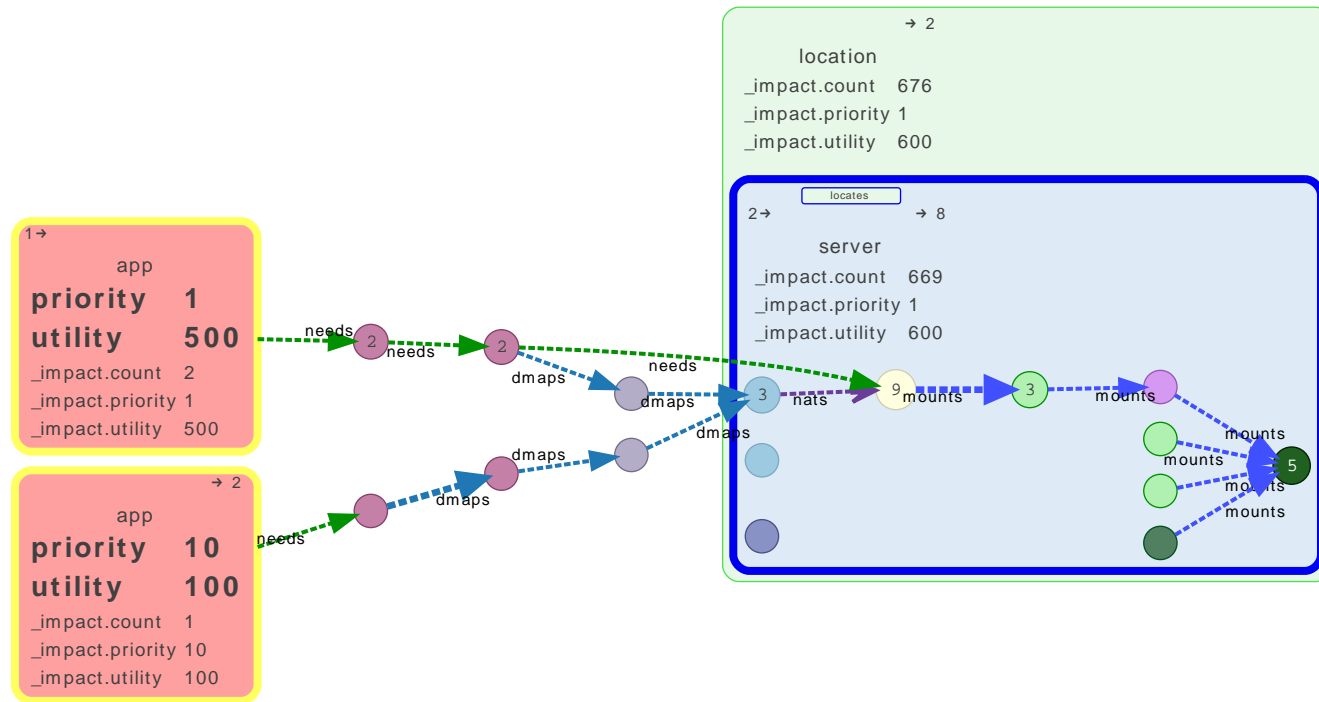 → 2
location
_impact.count 676
_impact.priority 1
_impact.utility 600
locates
2→ → 8
server
_impact.count 669
_impact.priority 1
_impact.utility 600
1→
app
priority 1
utility 500
_impact.count 2
_impact.priority 1
_impact.utility 500
needs
2
needs
2
needs
dmaps
dmaps
3
nats
9
mounts
3
mounts
dmaps
mounts
mounts
5
mounts
mounts
dmaps
dmaps
needs
→ 2
app
priority 10
utility 100
_impact.count 1
_impact.priority 10
_impact.utility 100